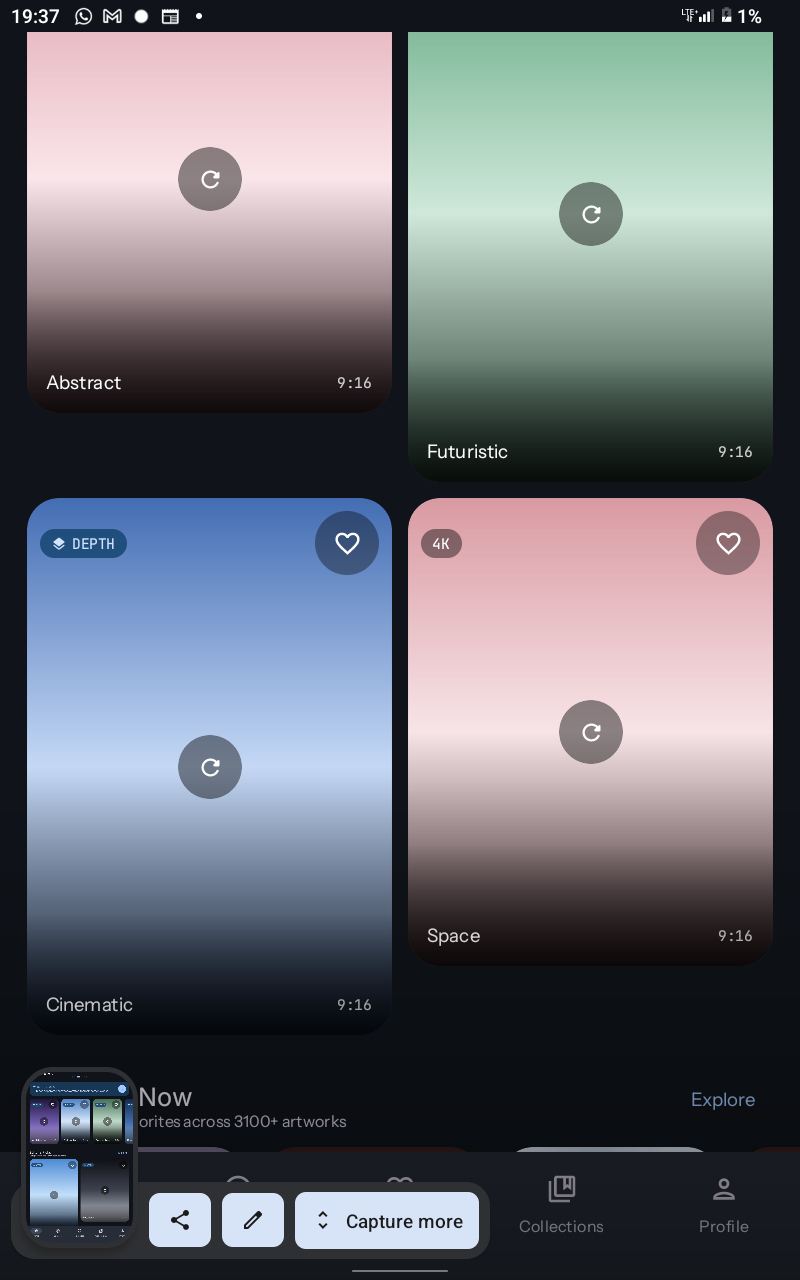 19:37
LTE+
1%
Abstract
9:16
Futuristic
9:16
DEPTH
4K
Space
9:16
Cinematic
9:16
Now
Explore
orites across 3100+ artworks
Capture more
Collections
Profile